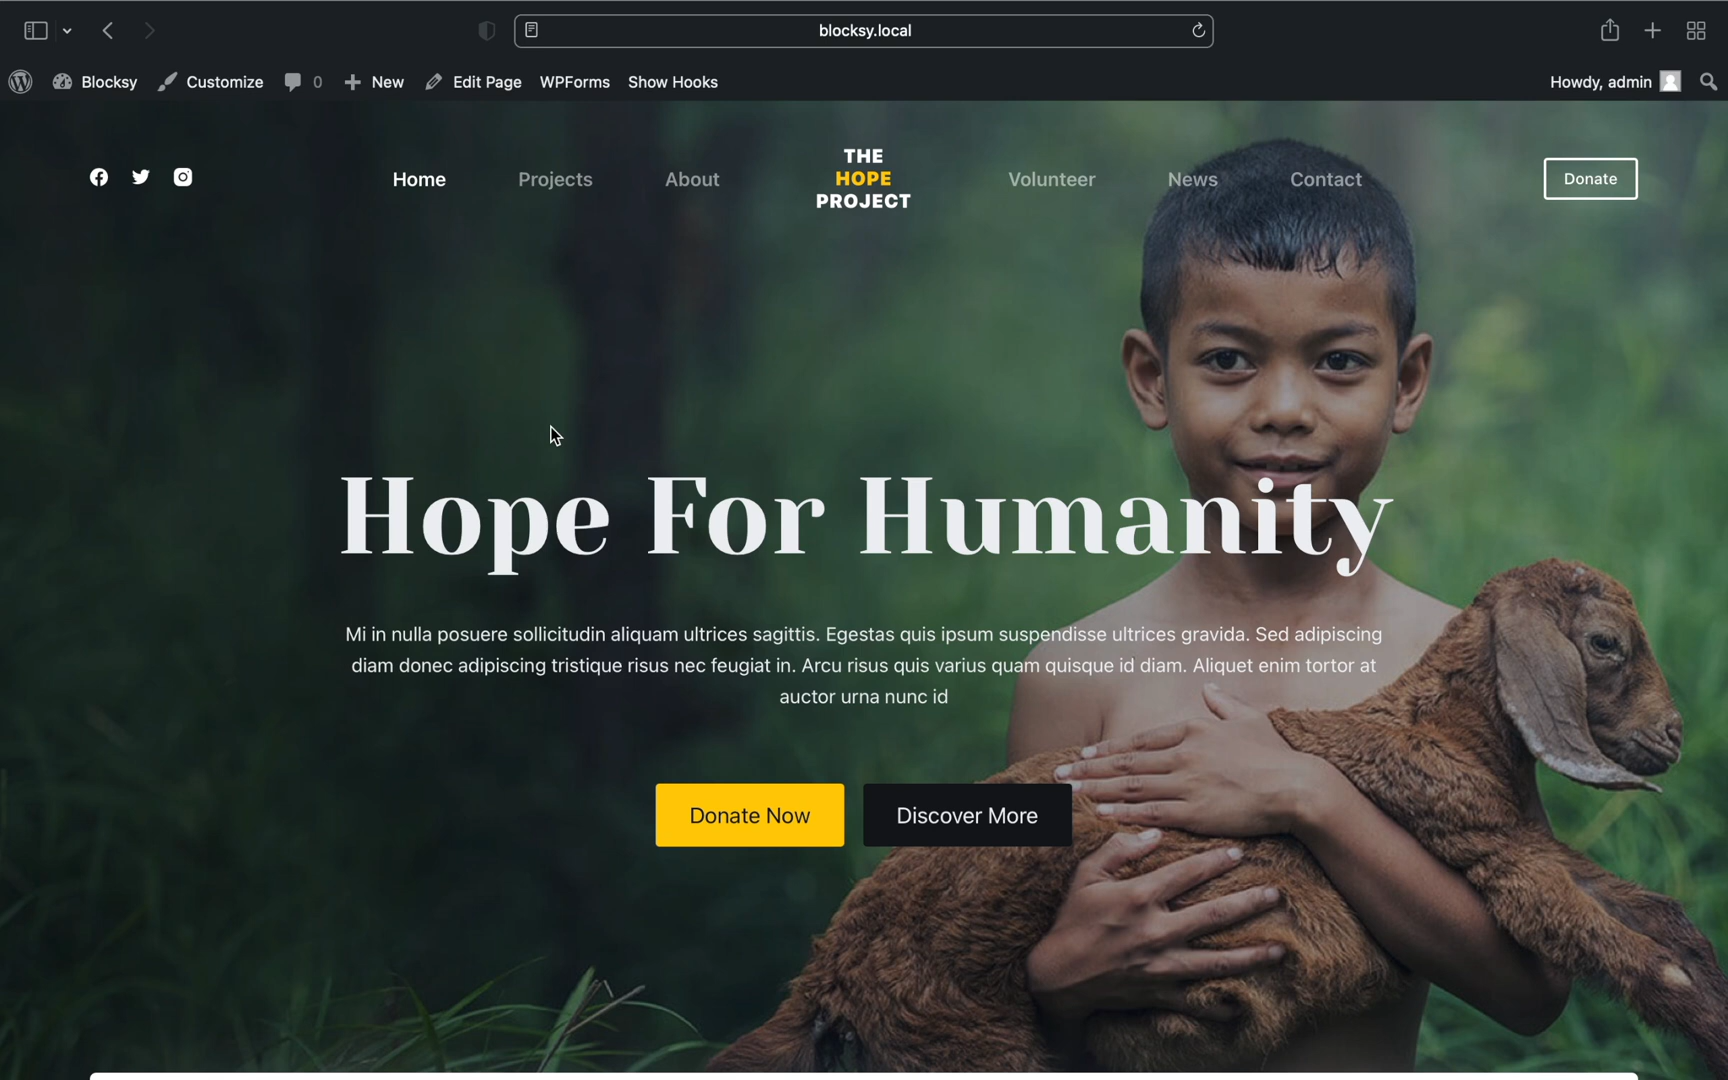 blocksy.local
Blocksy Customize 0 New Edit Page WPForms Show Hooks Howdy, admin
Home Projects About
THE
HOPE
PROJECT
Volunteer News Contact
Donate
Hope For Humanity
Mi in nulla posuere sollicitudin aliquam ultrices sagittis. Egestas quis ipsum suspendisse ultrices gravida. Sed adipiscing
diam donec adipiscing tristique risus nec feugiat in. Arcu risus quis varius quam quisque id diam. Aliquet enim tortor at
auctor urna nunc id
Donate Now Discover More